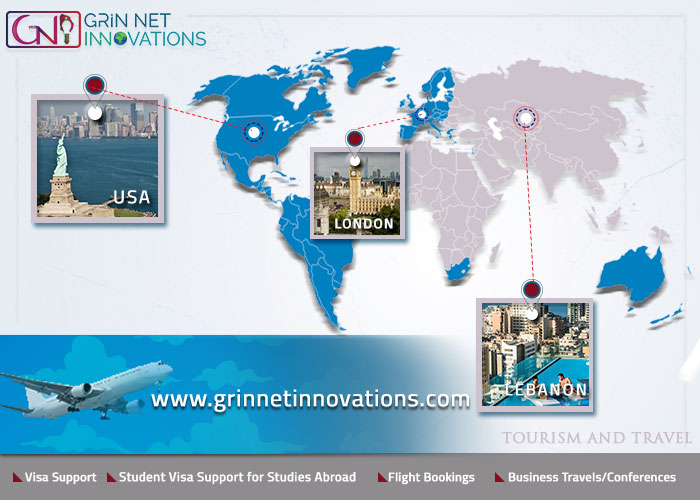 GNI
GRiN NET
INNOVATIONS
USA
LONDON
LEBANON
www.grinnetinnovations.com
TOURISM AND TRAVEL
Visa Support
Student Visa Support for Studies Abroad
Flight Bookings
Business Travels/Conferences